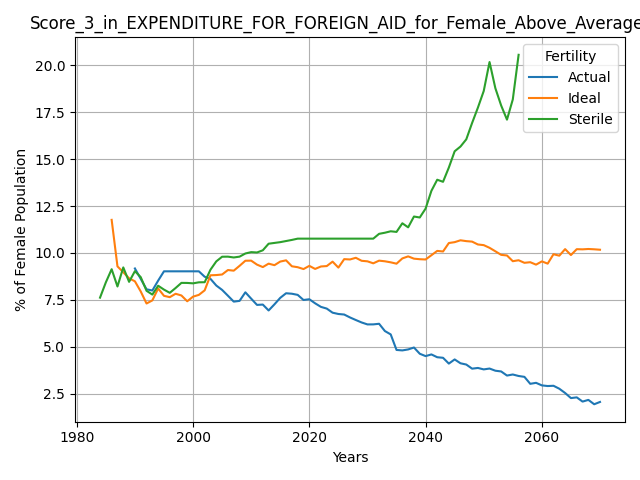 Score_3_in_EXPENDITURE_FOR_FOREIGN_AID_for_Female_Above_Average
Fertility
Actual
Ideal
Sterile
% of Female Population
20.0
17.5
15.0
12.5
10.0
7.5
5.0
2.5
1980 2000 2020 2040 2060
Years